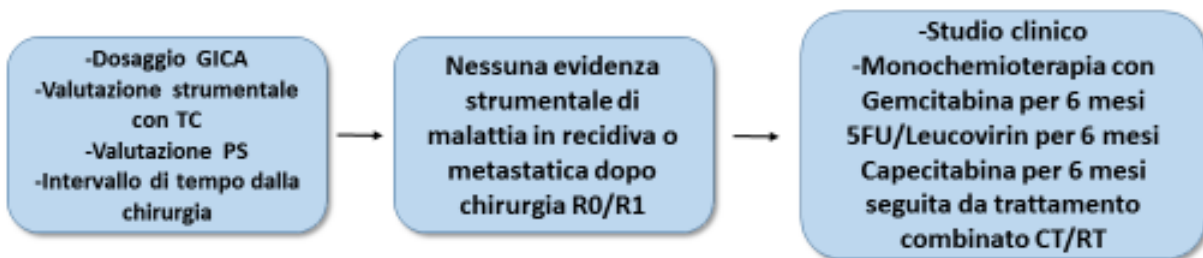 -Dosaggio GICA
-Valutazione strumentale
con TC
-Valutazione PS
-Intervallo di tempo dalla
chirurgia
Nessuna evidenza
strumentale di
malattia in recidiva o
metastatica dopo
chirurgia R0/R1
-Studio clinico
-Monochemioterapia con
Gemcitabina per 6 mesi
5FU/Leucovirin per 6 mesi
Capecitabina per 6 mesi
seguita da trattamento
combinato CT/RT